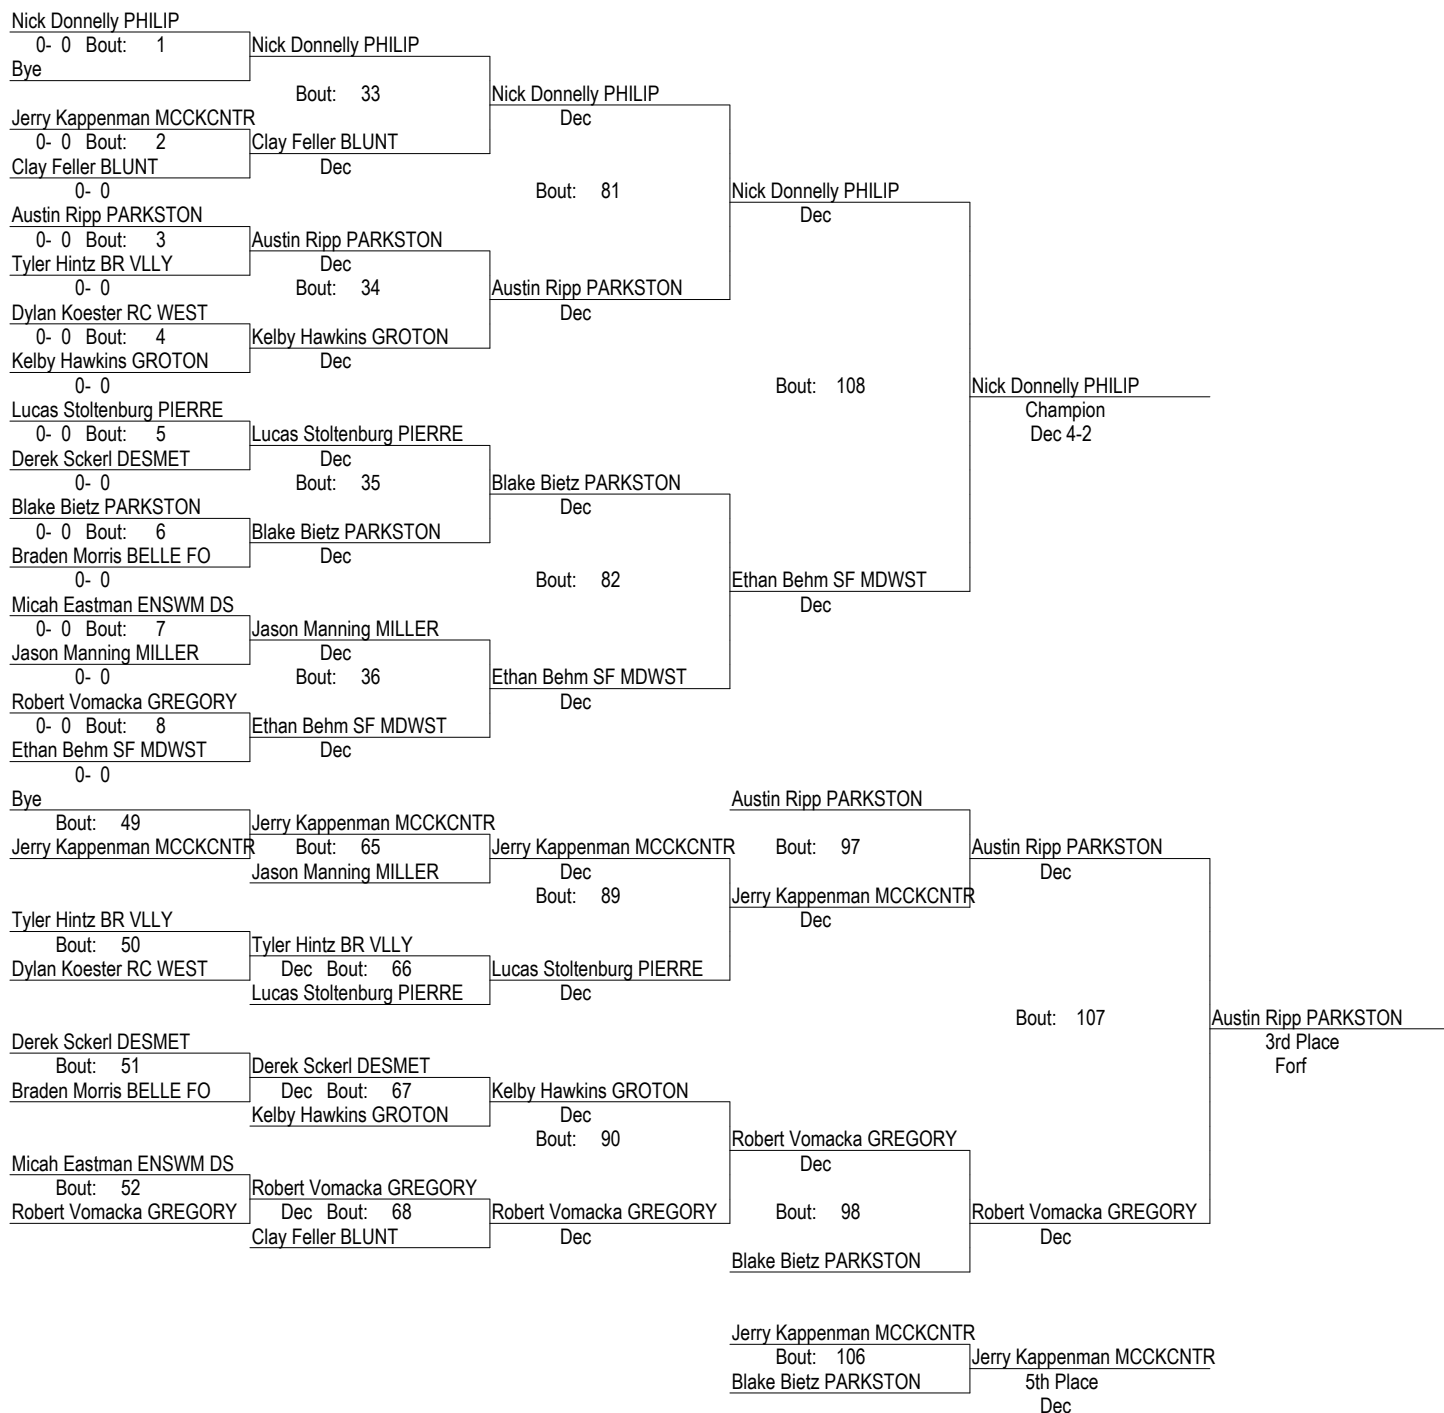 Nick Donnelly PHILIP
0- 0 Bout: 1
Nick Donnelly PHILIP
Bye
Bout: 33
Nick Donnelly PHILIP
Jerry Kappenman MCCKCNTR
Dec
0- 0 Bout: 2
Clay Feller BLUNT
Clay Feller BLUNT
Dec
0- 0
Bout: 81
Nick Donnelly PHILIP
Austin Ripp PARKSTON
Dec
0- 0 Bout: 3
Austin Ripp PARKSTON
Tyler Hintz BR VLLY
Dec
0- 0
Bout: 34
Austin Ripp PARKSTON
Dylan Koester RC WEST
Dec
0- 0 Bout: 4
Kelby Hawkins GROTON
Kelby Hawkins GROTON
Dec
0- 0
Bout: 108
Nick Donnelly PHILIP
Lucas Stoltenburg PIERRE
Champion
0- 0 Bout: 5
Lucas Stoltenburg PIERRE
Dec 4-2
Derek Sckerl DESMET
Dec
0- 0
Bout: 35
Blake Bietz PARKSTON
Blake Bietz PARKSTON
Dec
0- 0 Bout: 6
Blake Bietz PARKSTON
Braden Morris BELLE FO
Dec
0- 0
Bout: 82
Ethan Behm SF MDWST
Micah Eastman ENSWM DS
Dec
0- 0 Bout: 7
Jason Manning MILLER
Jason Manning MILLER
Dec
0- 0
Bout: 36
Ethan Behm SF MDWST
Robert Vomacka GREGORY
Dec
0- 0 Bout: 8
Ethan Behm SF MDWST
Ethan Behm SF MDWST
Dec
0- 0
Bye
Austin Ripp PARKSTON
Bout: 49
Jerry Kappenman MCCKCNTR
Jerry Kappenman MCCKCNTR
Bout: 65
Jerry Kappenman MCCKCNTR
Bout: 97
Austin Ripp PARKSTON
Jason Manning MILLER
Dec
Dec
Bout: 89
Jerry Kappenman MCCKCNTR
Tyler Hintz BR VLLY
Dec
Bout: 50
Tyler Hintz BR VLLY
Dylan Koester RC WEST
Dec Bout: 66
Lucas Stoltenburg PIERRE
Lucas Stoltenburg PIERRE
Dec
Bout: 107
Austin Ripp PARKSTON
Derek Sckerl DESMET
3rd Place
Bout: 51
Derek Sckerl DESMET
Forf
Braden Morris BELLE FO
Dec Bout: 67
Kelby Hawkins GROTON
Kelby Hawkins GROTON
Dec
Bout: 90
Robert Vomacka GREGORY
Micah Eastman ENSWM DS
Dec
Bout: 52
Robert Vomacka GREGORY
Robert Vomacka GREGORY
Dec Bout: 68
Robert Vomacka GREGORY
Bout: 98
Robert Vomacka GREGORY
Clay Feller BLUNT
Dec
Dec
Blake Bietz PARKSTON
Jerry Kappenman MCCKCNTR
Bout: 106
Jerry Kappenman MCCKCNTR
Blake Bietz PARKSTON
5th Place
Dec